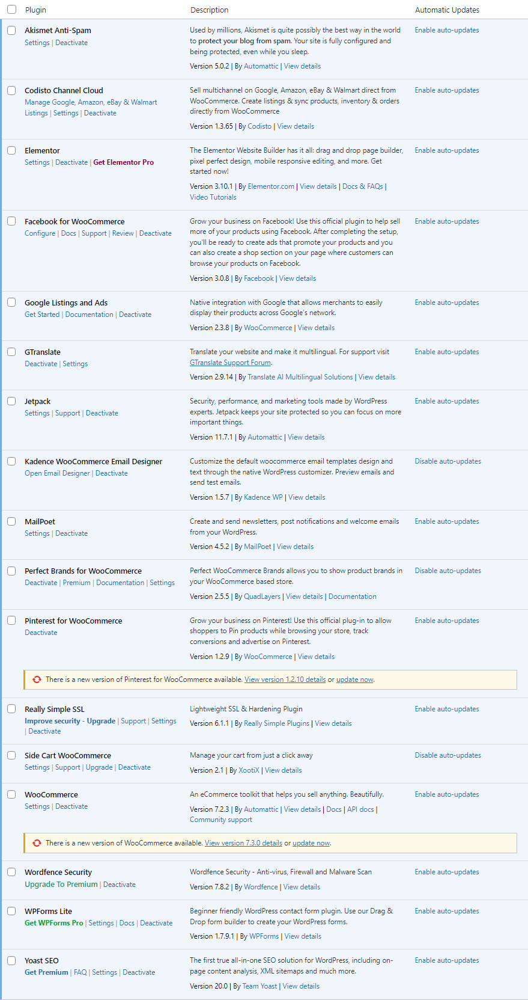 Plugin Description Automatic Updates
Akismet Anti-Spam
Settings | Deactivate
Used by millions, Akismet is quite possibly the best way in the world
to protect your blog from spam. Your site is fully configured and
being protected, even while you sleep.
Version 5.0.2 | By Automattic | View details
Enable auto-updates
Codisto Channel Cloud
Manage Google, Amazon, eBay & Walmart
Listings | Settings | Deactivate
Sell multichannel on Google, Amazon, eBay & Walmart direct from
WooCommerce. Create listings & sync products, inventory & orders
directly from WooCommerce
Version 1.3.65 | By Codisto | View details
Enable auto-updates
Elementor
Settings | Deactivate | Get Elementor Pro
The Elementor Website Builder has it all: drag and drop page builder,
pixel perfect design, mobile responsive editing, and more. Get
started now!
Version 3.10.1 | By Elementor.com | View details | Docs & FAQs |
Video Tutorials
Enable auto-updates
Facebook for WooCommerce
Configure | Docs | Support | Review | Deactivate
Grow your business on Facebook! Use this official plugin to help sell
more of your products using Facebook. After completing the setup,
you'll be ready to create ads that promote your products and you
can also create a shop section on your page where customers can
browse your products on Facebook.
Version 3.0.8 | By Facebook | View details
Enable auto-updates
Google Listings and Ads
Get Started | Documentation | Deactivate
Native integration with Google that allows merchants to easily
display their products across Google's network.
Version 2.3.8 | By WooCommerce | View details
Enable auto-updates
GTranslate
Deactivate | Settings
Translate your website and make it multilingual. For support visit
GTranslate Support Forum.
Version 2.9.14 | By Translate AI Multilingual Solutions | View details
Enable auto-updates
Jetpack
Settings | Support | Deactivate
Security, performance, and marketing tools made by WordPress
experts. Jetpack keeps your site protected so you can focus on more
important things.
Version 11.7.1 | By Automattic | View details
Enable auto-updates
Kadence WooCommerce Email Designer
Open Email Designer | Deactivate
Customize the default woocommerce email templates design and
text through the native WordPress customizer. Preview emails and
send test emails.
Version 1.5.7 | By Kadence WP | View details
Disable auto-updates
MailPoet
Settings | Deactivate
Create and send newsletters, post notifications and welcome emails
from your WordPress.
Version 4.5.2 | By MailPoet | View details
Enable auto-updates
Perfect Brands for WooCommerce
Deactivate | Premium | Documentation | Settings
Perfect WooCommerce Brands allows you to show product brands in
your WooCommerce based store.
Version 2.5.5 | By QuadLayers | View details | Documentation
Disable auto-updates
Pinterest for WooCommerce
Deactivate
Grow your business on Pinterest! Use this official plug-in to allow
shoppers to Pin products while browsing your store, track
conversions and advertise on Pinterest.
Version 1.2.9 | By WooCommerce | View details
Enable auto-updates
There is a new version of Pinterest for WooCommerce available. View version 1.2.10 details or update now.
Really Simple SSL
Improve security - Upgrade | Support | Settings
| Deactivate
Lightweight SSL & Hardening Plugin
Version 6.1.1 | By Really Simple Plugins | View details
Enable auto-updates
Side Cart WooCommerce
Settings | Support | Upgrade | Deactivate
Manage your cart from just a click away
Version 2.1 | By XootiX | View details
Disable auto-updates
WooCommerce
Settings | Deactivate
An eCommerce toolkit that helps you sell anything. Beautifully.
Version 7.2.3 | By Automattic | View details | Docs | API docs |
Community support
Enable auto-updates
There is a new version of WooCommerce available. View version 7.3.0 details or update now.
Wordfence Security
Upgrade To Premium | Deactivate
Wordfence Security - Anti-virus, Firewall and Malware Scan
Version 7.8.2 | By Wordfence | View details
Enable auto-updates
WPForms Lite
Get WPForms Pro | Settings | Docs | Deactivate
Beginner friendly WordPress contact form plugin. Use our Drag &
Drop form builder to create your WordPress forms.
Version 1.7.9.1 | By WPForms | View details
Enable auto-updates
Yoast SEO
Get Premium | FAQ | Settings | Deactivate
The first true all-in-one SEO solution for WordPress, including on-
page content analysis, XML sitemaps and much more.
Version 20.0 | By Team Yoast | View details
Enable auto-updates